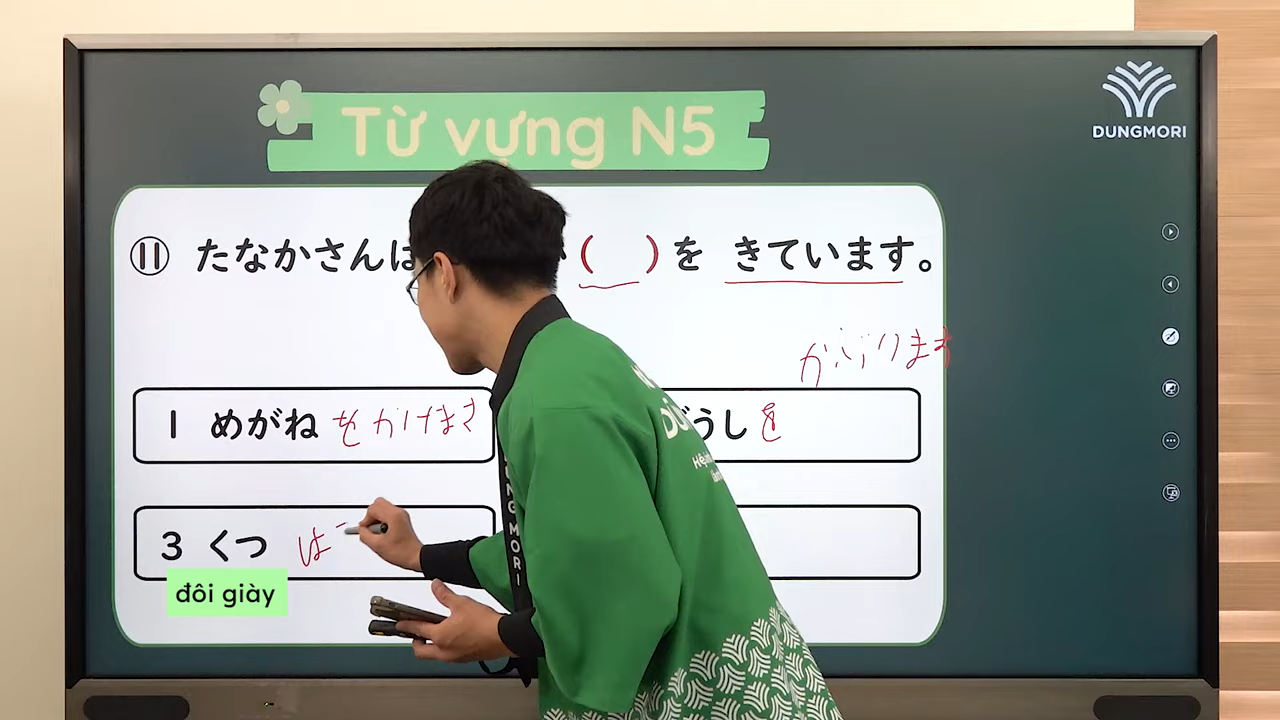 Từ vựng N5
DUNGMORI
⑪ たなかさんは ( )を きています。
かぶります
1 めがね をかけます
ぼうし を
3 くつ は
đôi giày